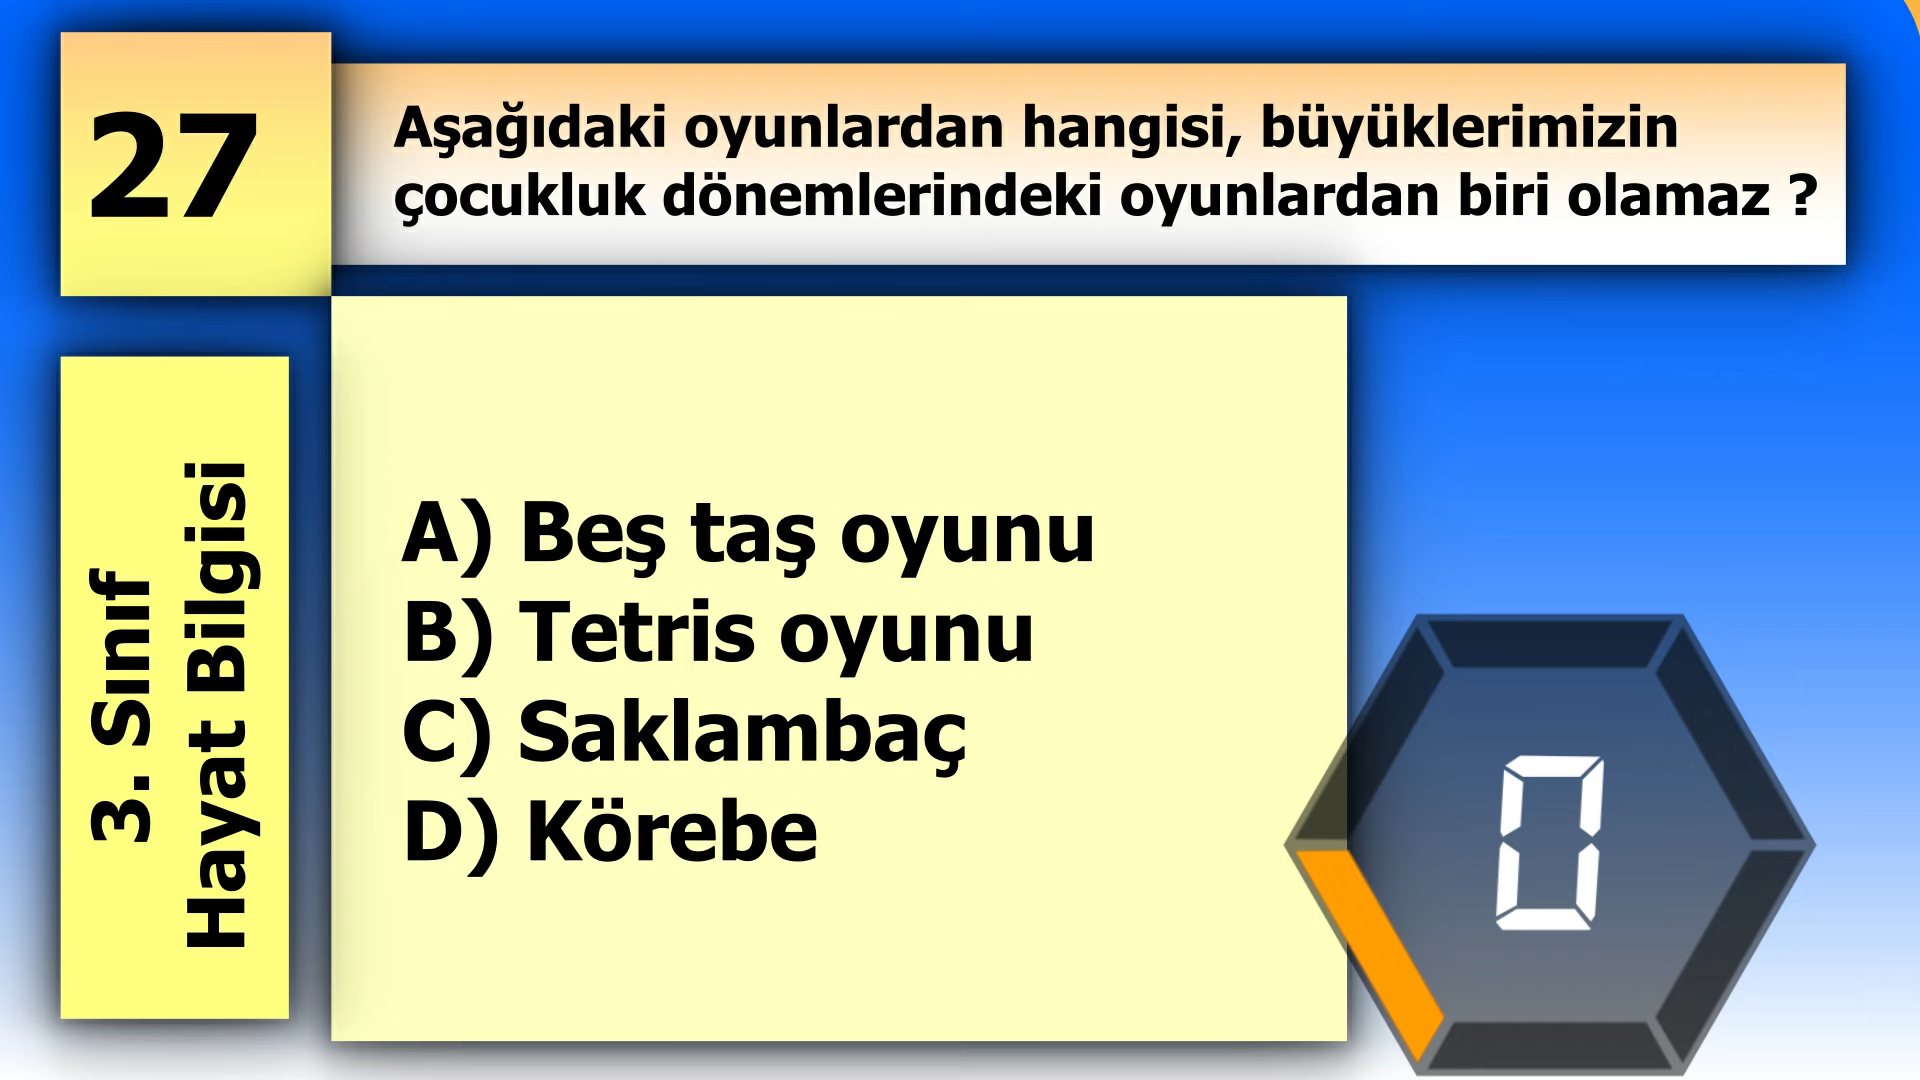 27
Aşağıdaki oyunlardan hangisi, büyüklerimizin
çocukluk dönemlerindeki oyunlardan biri olamaz ?
3. Sınıf
Hayat Bilgisi
A) Beş taş oyunu
B) Tetris oyunu
C) Saklambaç
D) Körebe
0